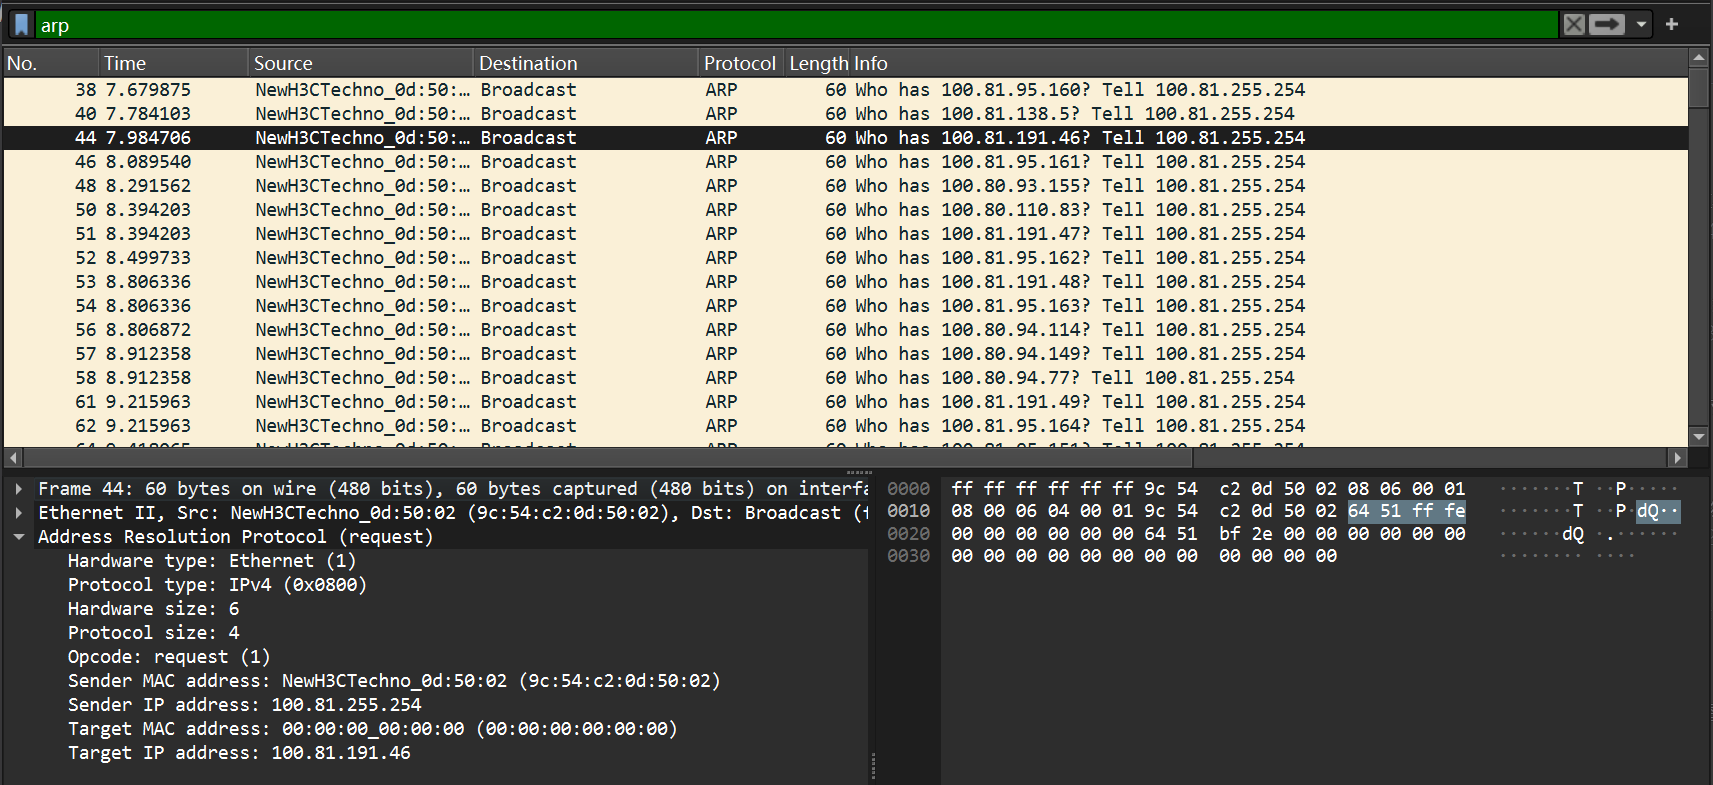 arp
No. Time Source Destination Protocol Length Info
38 7.679875 NewH3CTechno_0d:50:… Broadcast ARP 60 Who has 100.81.95.160? Tell 100.81.255.254
40 7.784103 NewH3CTechno_0d:50:… Broadcast ARP 60 Who has 100.81.138.5? Tell 100.81.255.254
44 7.984706 NewH3CTechno_0d:50:… Broadcast ARP 60 Who has 100.81.191.46? Tell 100.81.255.254
46 8.089540 NewH3CTechno_0d:50:… Broadcast ARP 60 Who has 100.81.95.161? Tell 100.81.255.254
48 8.291562 NewH3CTechno_0d:50:… Broadcast ARP 60 Who has 100.80.93.155? Tell 100.81.255.254
50 8.394203 NewH3CTechno_0d:50:… Broadcast ARP 60 Who has 100.80.110.83? Tell 100.81.255.254
51 8.394203 NewH3CTechno_0d:50:… Broadcast ARP 60 Who has 100.81.191.47? Tell 100.81.255.254
52 8.499733 NewH3CTechno_0d:50:… Broadcast ARP 60 Who has 100.81.95.162? Tell 100.81.255.254
53 8.806336 NewH3CTechno_0d:50:… Broadcast ARP 60 Who has 100.81.191.48? Tell 100.81.255.254
54 8.806336 NewH3CTechno_0d:50:… Broadcast ARP 60 Who has 100.81.95.163? Tell 100.81.255.254
56 8.806872 NewH3CTechno_0d:50:… Broadcast ARP 60 Who has 100.80.94.114? Tell 100.81.255.254
57 8.912358 NewH3CTechno_0d:50:… Broadcast ARP 60 Who has 100.80.94.149? Tell 100.81.255.254
58 8.912358 NewH3CTechno_0d:50:… Broadcast ARP 60 Who has 100.80.94.77? Tell 100.81.255.254
61 9.215963 NewH3CTechno_0d:50:… Broadcast ARP 60 Who has 100.81.191.49? Tell 100.81.255.254
62 9.215963 NewH3CTechno_0d:50:… Broadcast ARP 60 Who has 100.81.95.164? Tell 100.81.255.254
Frame 44: 60 bytes on wire (480 bits), 60 bytes captured (480 bits) on interfa
Ethernet II, Src: NewH3CTechno_0d:50:02 (9c:54:c2:0d:50:02), Dst: Broadcast (f
Address Resolution Protocol (request)
Hardware type: Ethernet (1)
Protocol type: IPv4 (0x0800)
Hardware size: 6
Protocol size: 4
Opcode: request (1)
Sender MAC address: NewH3CTechno_0d:50:02 (9c:54:c2:0d:50:02)
Sender IP address: 100.81.255.254
Target MAC address: 00:00:00_00:00:00 (00:00:00:00:00:00)
Target IP address: 100.81.191.46
0000 ff ff ff ff ff ff 9c 54 c2 0d 50 02 08 06 00 01 ·······T ··P·····
0010 08 00 06 04 00 01 9c 54 c2 0d 50 02 64 51 ff fe ·······T ··P·dQ··
0020 00 00 00 00 00 00 64 51 bf 2e 00 00 00 00 00 00 ······dQ ·.······
0030 00 00 00 00 00 00 00 00 00 00 00 00 ········ ····